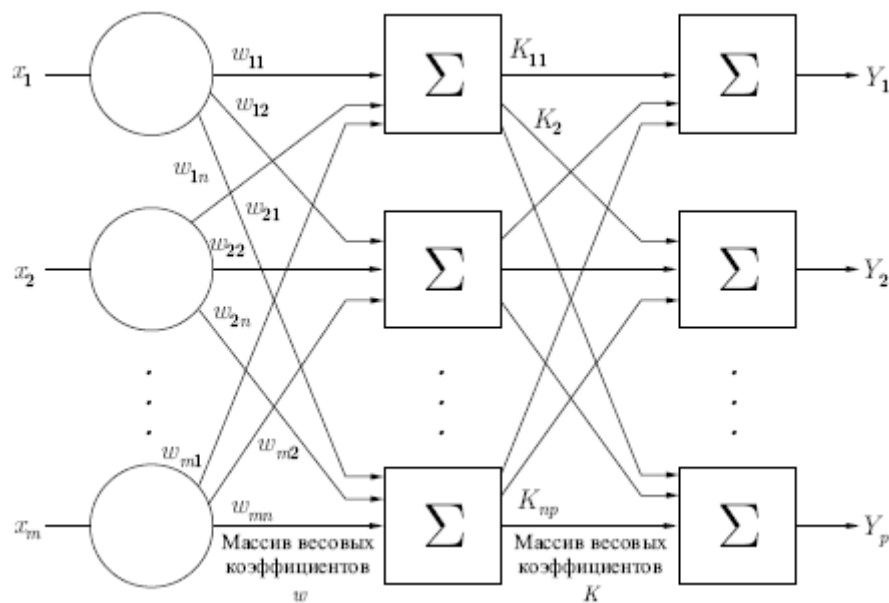 x₁ w₁₁ Σ K₁₁ Σ Y₁
w₁₂ K₂
w₁ₙ w₂₁
x₂ w₂₂ Σ Σ Y₂
w₂ₙ
. . . .
. . . .
. . . .
wₘ₁ wₘ₂
xₘ wₘₙ Σ Kₙₚ Σ Yₚ
Массив весовых
коэффициентов
w
Массив весовых
коэффициентов
K